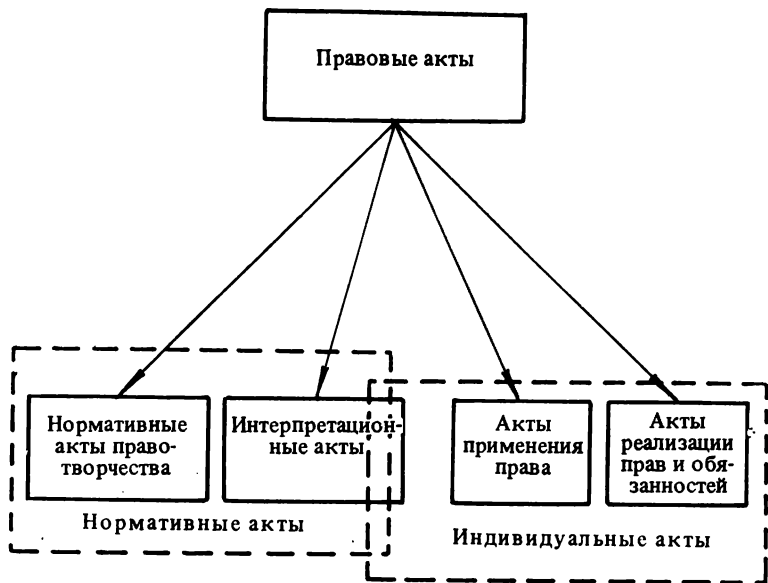 Правовые акты
Нормативные
акты право-
творчества
Интерпретацион-
ные акты
Акты
применения
права
Акты
реализации
прав и обя-
занностей
Нормативные акты
Индивидуальные акты